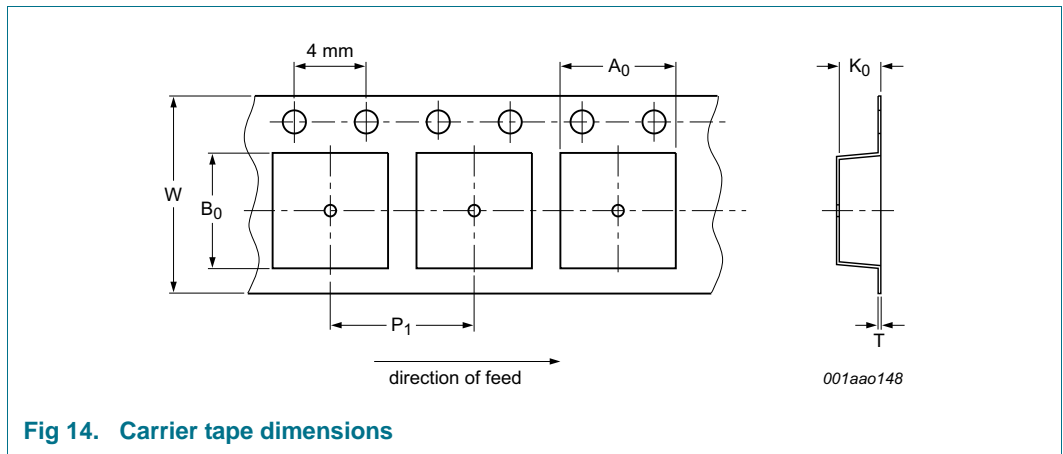 4 mm
A0
K0
W
B0
P1
T
direction of feed
001aao148
Fig 14. Carrier tape dimensions